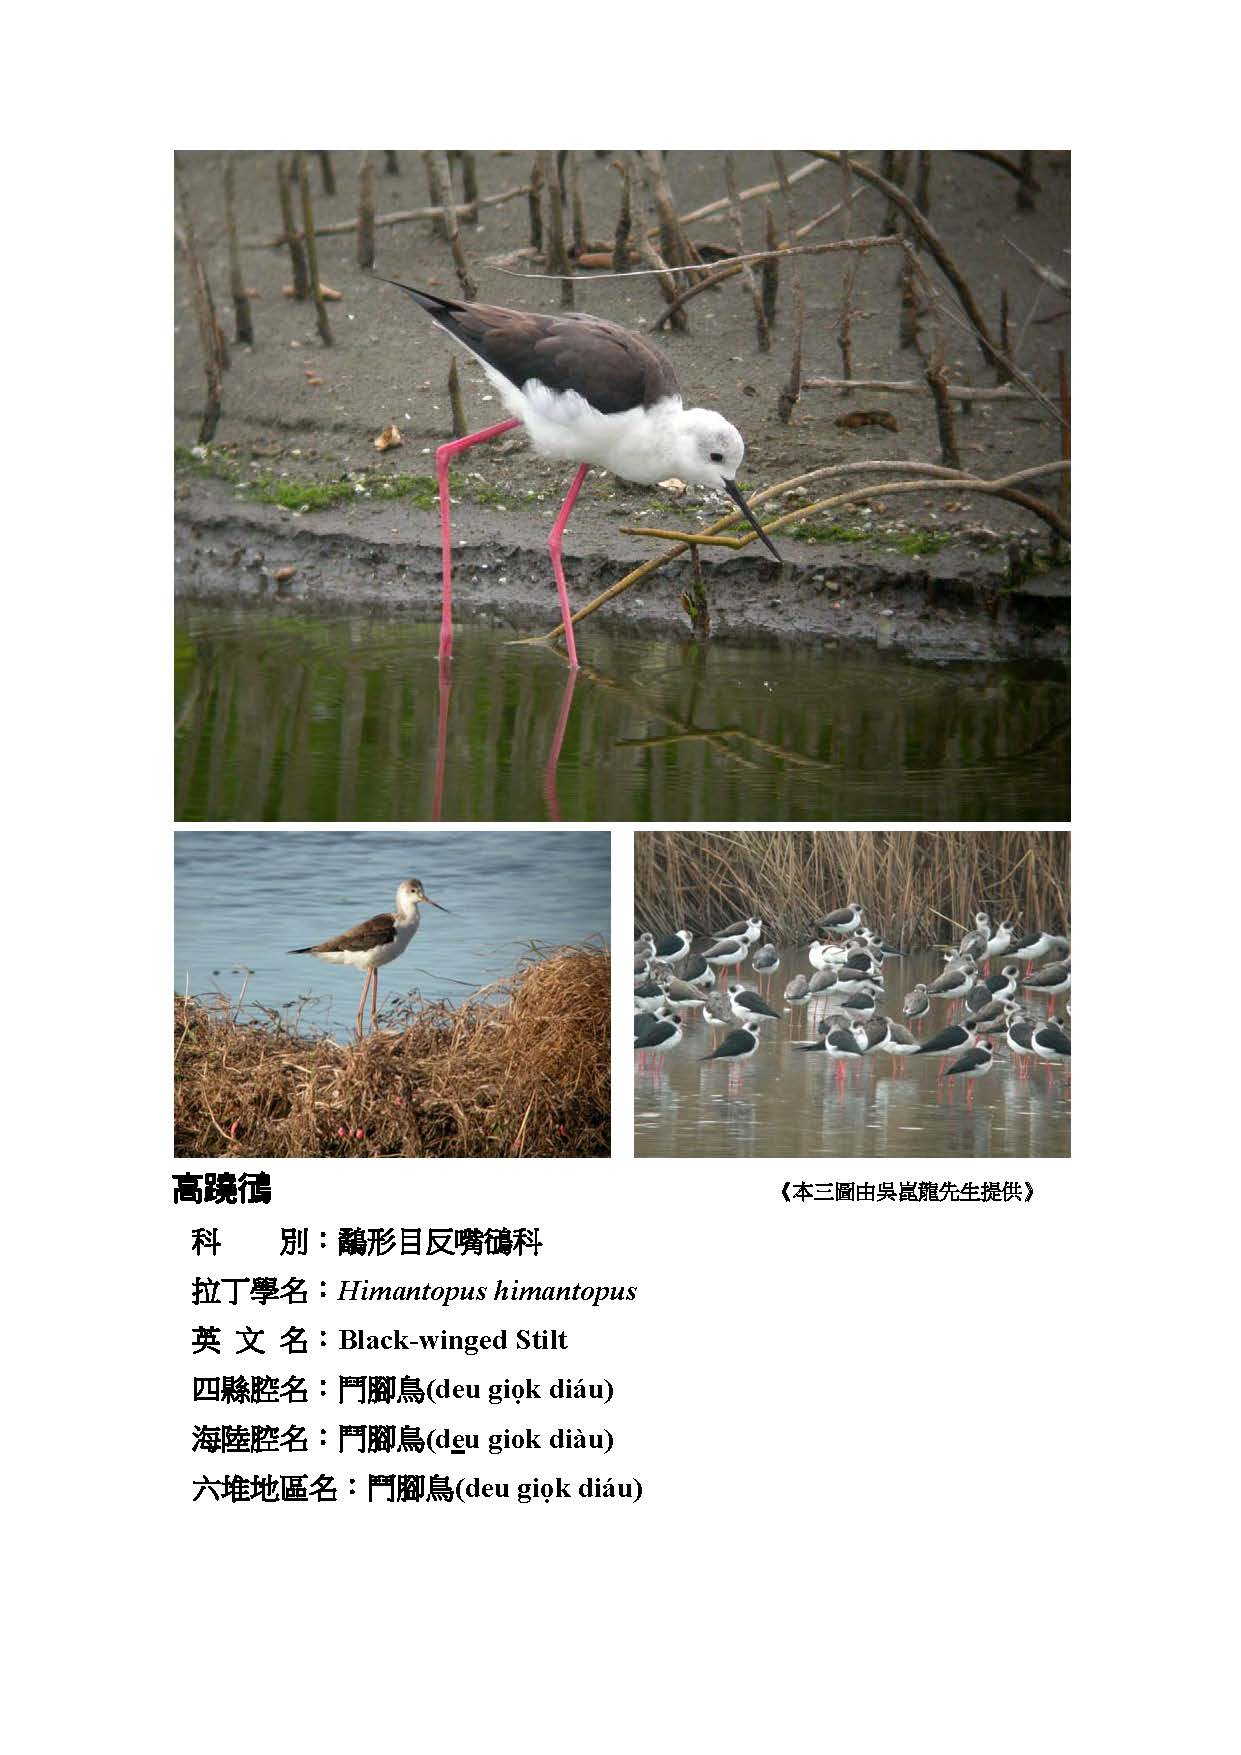 高蹺鴴
《本三圖由吳崑龍先生提供》
科　　別：鷸形目反嘴鴴科
拉丁學名：Himantopus himantopus
英 文 名：Black-winged Stilt
四縣腔名：鬥腳鳥(deu giọk diáu)
海陸腔名：鬥腳鳥(de̲u giok diàu)
六堆地區名：鬥腳鳥(deu giọk diáu)